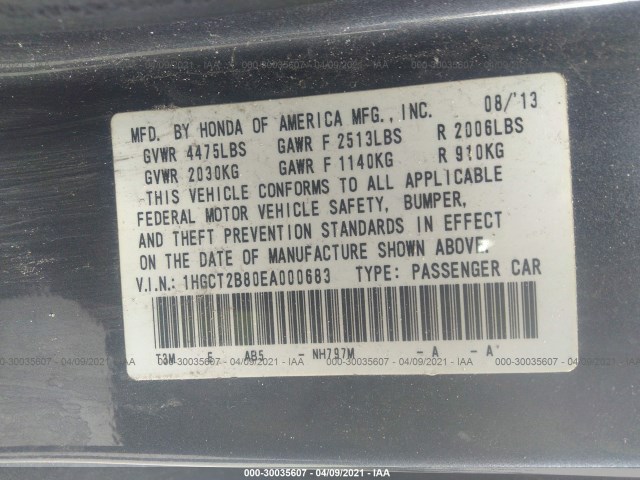 MFD. BY HONDA OF AMERICA MFG., INC. 08/'13
GVWR 4475LBS GAWR F 2513LBS R 2006LBS
GVWR 2030KG GAWR F 1140KG R 910KG
THIS VEHICLE CONFORMS TO ALL APPLICABLE
FEDERAL MOTOR VEHICLE SAFETY, BUMPER,
AND THEFT PREVENTION STANDARDS IN EFFECT
ON THE DATE OF MANUFACTURE SHOWN ABOVE.
V.I.N.: 1HGCT2B80EA000683 TYPE: PASSENGER CAR
T3M E AB5 - NH797M - A - A
000-30035607 - 04/09/2021 - IAA